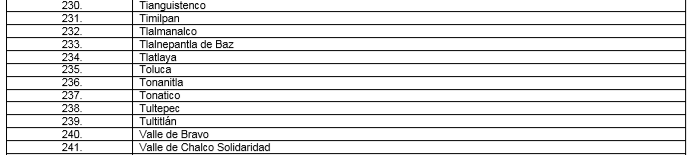 230. Tianguistenco
231. Timilpan
232. Tlalmanalco
233. Tlalnepantla de Baz
234. Tlatlaya
235. Toluca
236. Tonanitla
237. Tonatico
238. Tultepec
239. Tultitlán
240. Valle de Bravo
241. Valle de Chalco Solidaridad